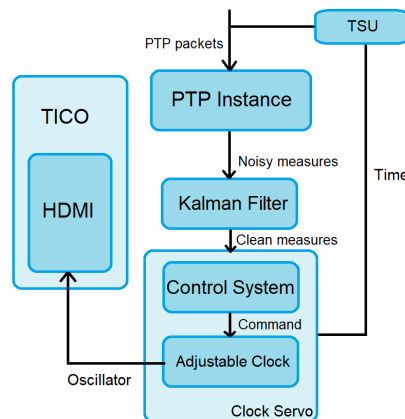 TSU
PTP packets
PTP Instance
TICO
HDMI
Noisy measures
Time
Kalman Filter
Clean measures
Control System
Command
Adjustable Clock
Oscillator
Clock Servo